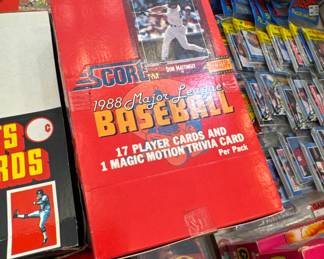 DON MATTINGLY
SCORE
1988 Major League
BASEBALL
17 PLAYER CARDS AND
1 MAGIC MOTION TRIVIA CARD
Per Pack
S
RDS